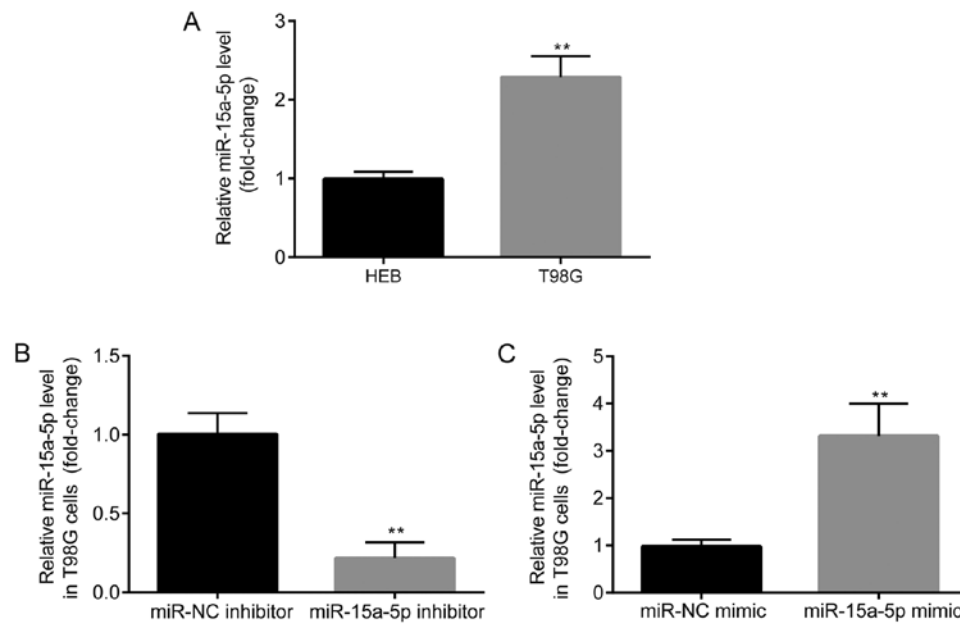 A
Relative miR-15a-5p level
(fold-change)
3
2
1
0
**
HEB
T98G
B
Relative miR-15a-5p level
in T98G cells (fold-change)
1.5
1.0
0.5
0.0
**
miR-NC inhibitor
miR-15a-5p inhibitor
C
Relative miR-15a-5p level
in T98G cells (fold-change)
5
4
3
2
1
0
**
miR-NC mimic
miR-15a-5p mimic